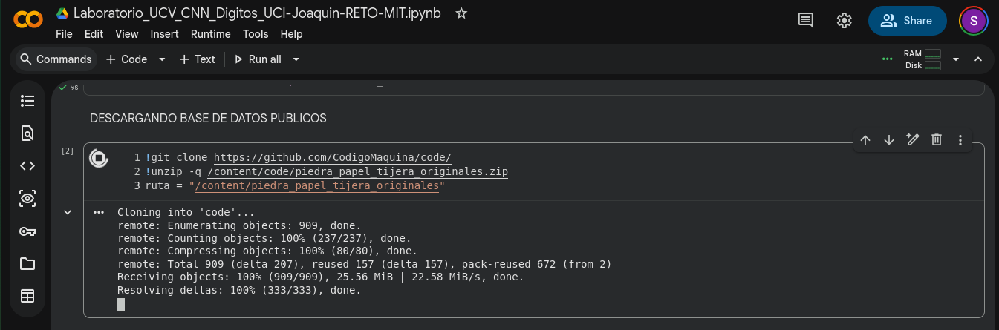 Laboratorio_UCV_CNN_Digitos_UCI-Joaquin-RETO-MIT.ipynb
File Edit View Insert Runtime Tools Help
Share
S
Commands + Code + Text Run all
RAM
Disk
9s
DESCARGANDO BASE DE DATOS PUBLICOS
[2]
1 !git clone https://github.com/CodigoMaquina/code/
2 !unzip -q /content/code/piedra_papel_tijera_originales.zip
3 ruta = "/content/piedra_papel_tijera_originales"
Cloning into 'code'...
remote: Enumerating objects: 909, done.
remote: Counting objects: 100% (237/237), done.
remote: Compressing objects: 100% (80/80), done.
remote: Total 909 (delta 207), reused 157 (delta 157), pack-reused 672 (from 2)
Receiving objects: 100% (909/909), 25.56 MiB | 22.58 MiB/s, done.
Resolving deltas: 100% (333/333), done.